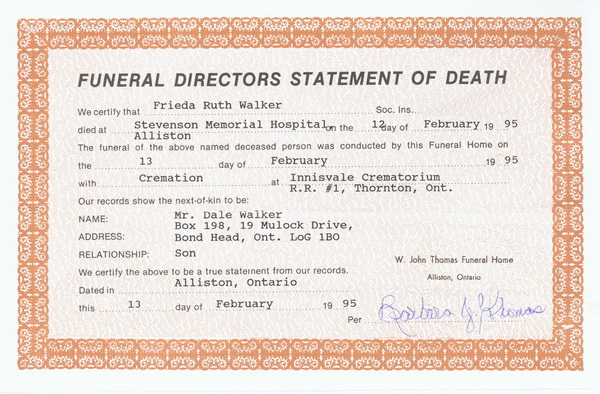 FUNERAL DIRECTORS STATEMENT OF DEATH
We certify that Frieda Ruth Walker Soc. Ins.
died at Stevenson Memorial Hospital, on the 12 day of February 19 95
Alliston
The funeral of the above named deceased person was conducted by this Funeral Home on
the 13 day of February 19 95
with Cremation at Innisvale Crematorium
R.R. #1, Thornton, Ont.
Our records show the next-of-kin to be:
NAME: Mr. Dale Walker
Box 198, 19 Mulock Drive,
ADDRESS: Bond Head, Ont. LoG 1BO
RELATIONSHIP: Son
W. John Thomas Funeral Home
We certify the above to be a true statenent from our records.
Alliston, Ontario
Dated in Alliston, Ontario
this 13 day of February 19 95
Per Barbara J. Thomas